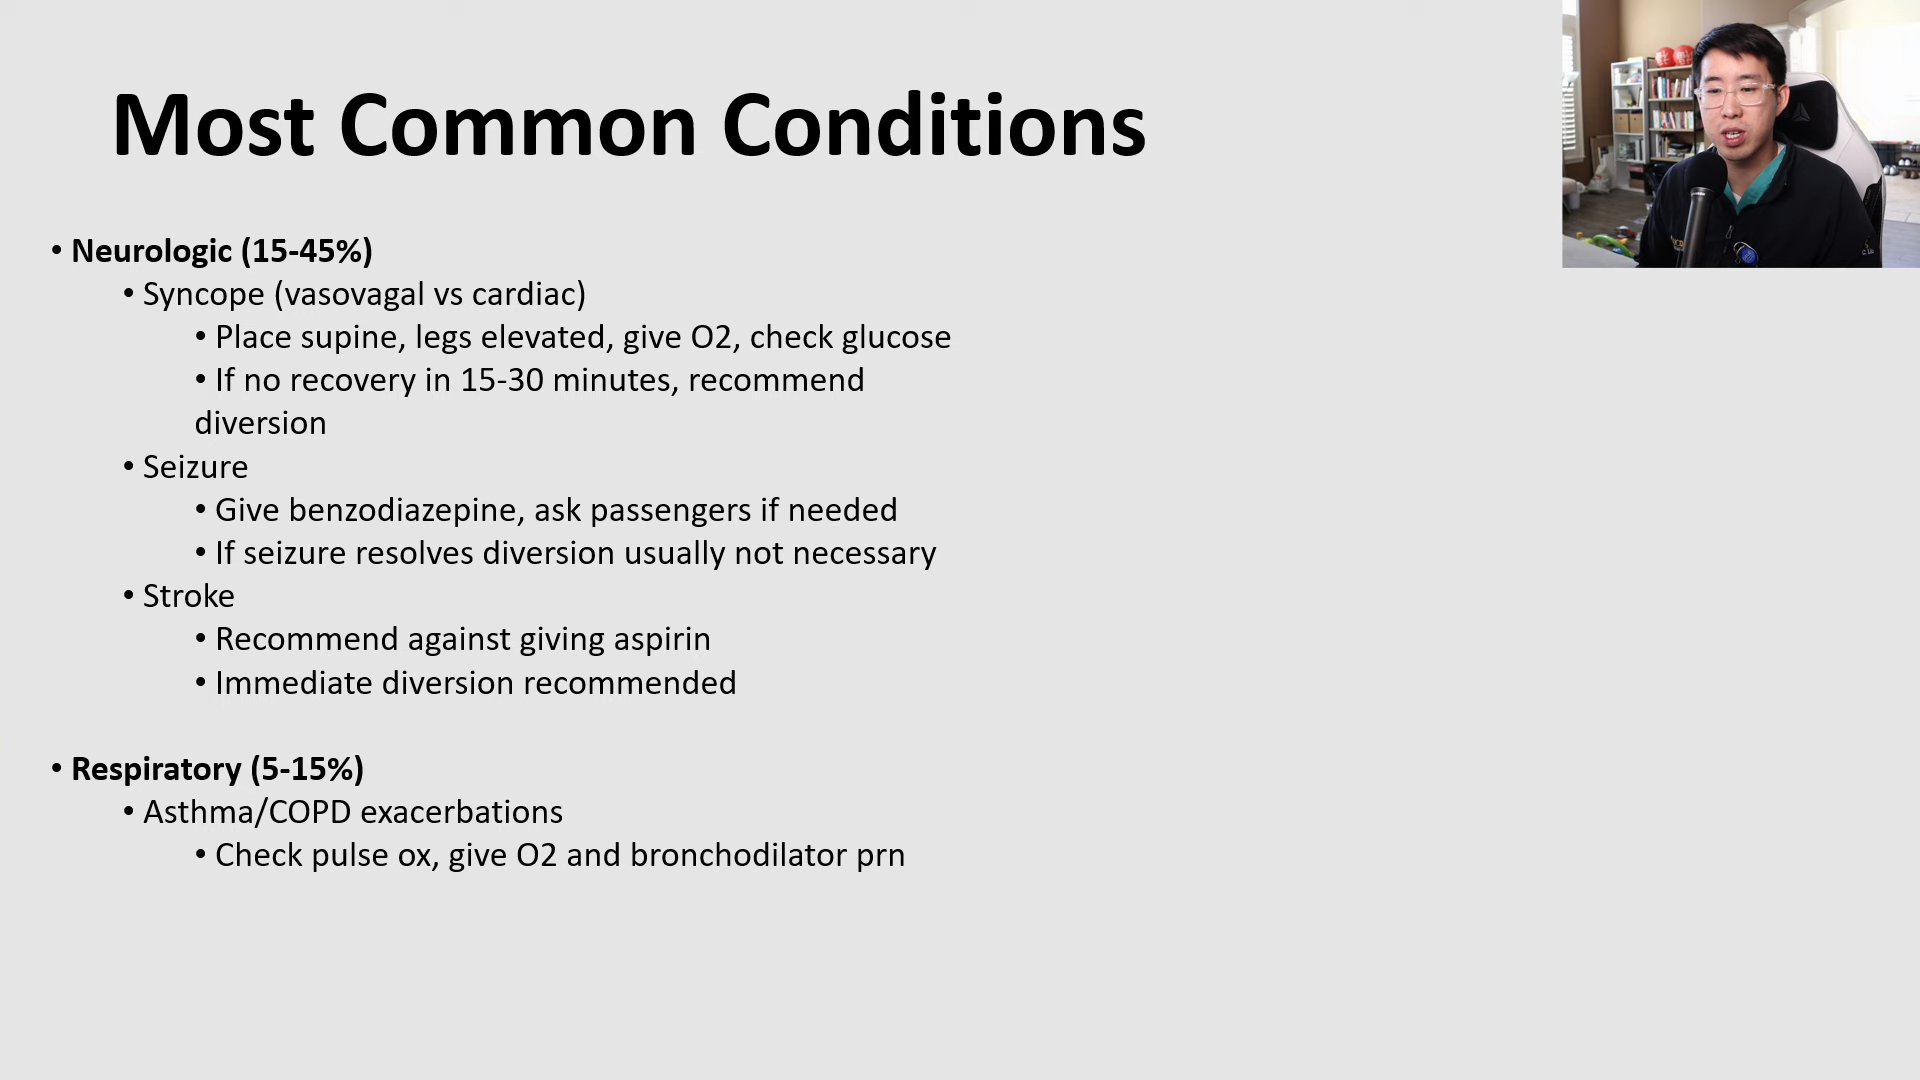 Most Common Conditions
• Neurologic (15-45%)
• Syncope (vasovagal vs cardiac)
• Place supine, legs elevated, give O2, check glucose
• If no recovery in 15-30 minutes, recommend
diversion
• Seizure
• Give benzodiazepine, ask passengers if needed
• If seizure resolves diversion usually not necessary
• Stroke
• Recommend against giving aspirin
• Immediate diversion recommended
• Respiratory (5-15%)
• Asthma/COPD exacerbations
• Check pulse ox, give O2 and bronchodilator prn